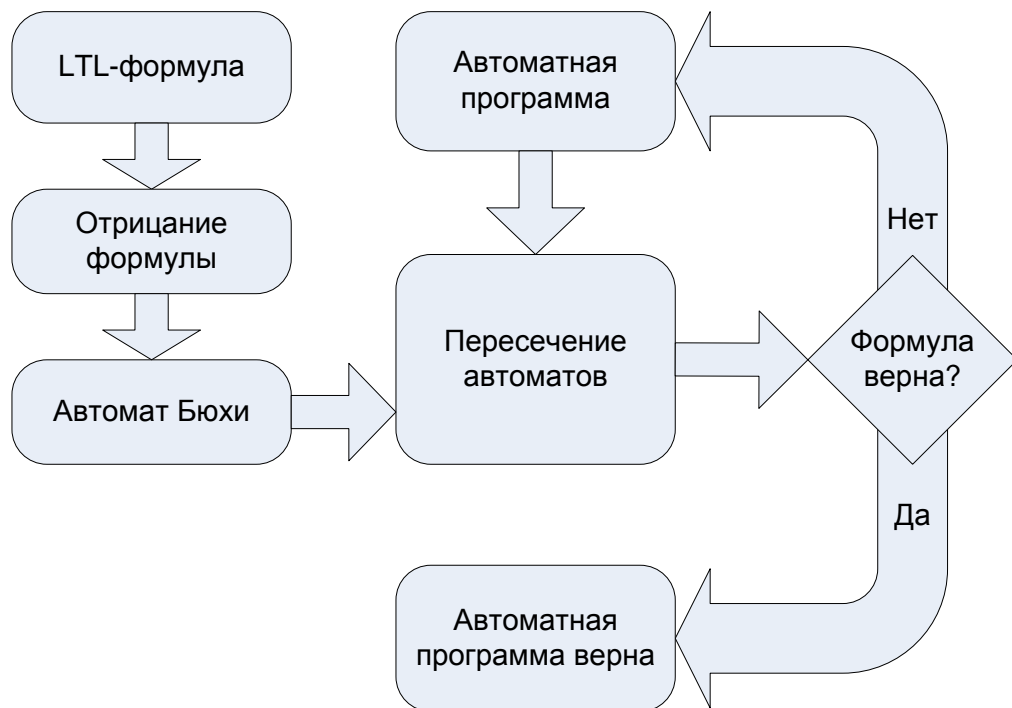 LTL-формула
Отрицание
формулы
Автомат Бюхи
Автоматная
программа
Пересечение
автоматов
Формула
верна?
Нет
Да
Автоматная
программа верна